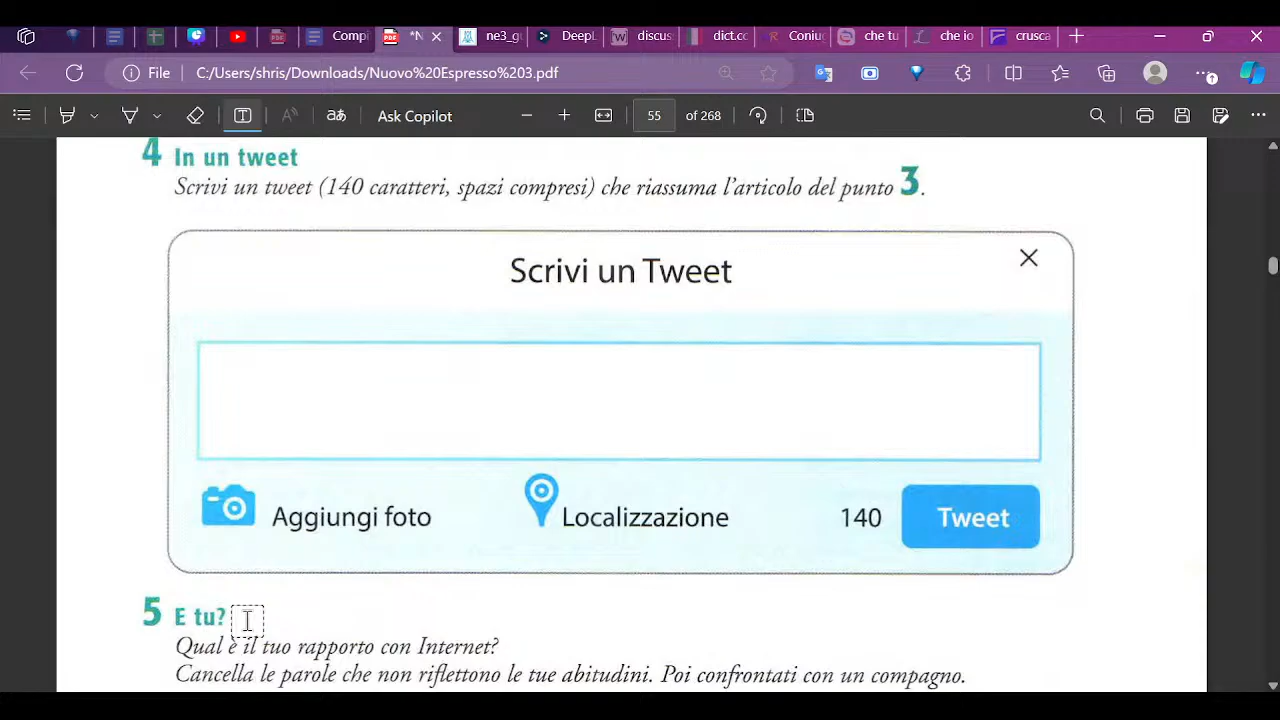 Compi
*N
ne3_gu
DeepL
discus
dict.cc
Coniug
che tu
che io
crusca
File
C:/Users/shris/Downloads/Nuovo%20Espresso%203.pdf
Ask Copilot
55 of 268
4 In un tweet
Scrivi un tweet (140 caratteri, spazi compresi) che riassuma l'articolo del punto 3.
Scrivi un Tweet
Aggiungi foto
Localizzazione
140
Tweet
5 E tu?
Qual è il tuo rapporto con Internet?
Cancella le parole che non riflettono le tue abitudini. Poi confrontati con un compagno.